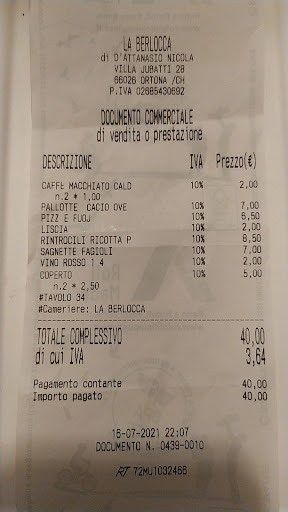 LA BERLOCCA
di D'ATTANASIO NICOLA
VILLA JUBATTI 28
66026 ORTONA /CH
P.IVA 02685430692
DOCUMENTO COMMERCIALE
di vendita o prestazione
DESCRIZIONE IVA Prezzo(€)
CAFFE MACCHIATO CALD 10% 2,00
n.2 * 1,00
PALLOTTE CACIO OVE 10% 7,00
PIZZ E FUOJ 10% 6,50
LISCIA 10% 2,00
RINTROCILI RICOTTA P 10% 8,50
SAGNETTE FAGIOLI 10% 7,00
VINO ROSSO 1 4 10% 2,00
COPERTO 10% 5,00
n.2 * 2,50
#TAVOLO 34
#Cameriere: LA BERLOCCA
TOTALE COMPLESSIVO 40,00
di cui IVA 3,64
Pagamento contante 40,00
Importo pagato 40,00
16-07-2021 22:07
DOCUMENTO N. 0439-0010
RT 72MU1032466